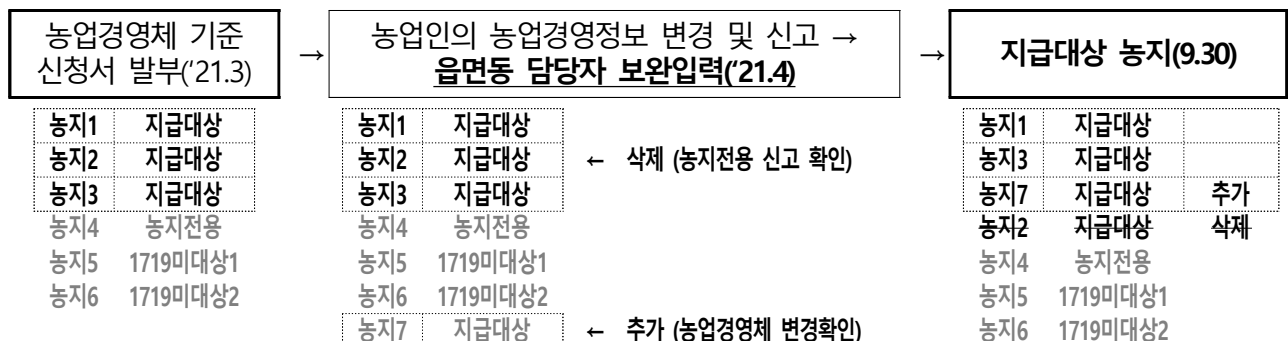 농업경영체 기준
신청서 발부('21.3)
→
농업인의 농업경영정보 변경 및 신고 →
읍면동 담당자 보완입력('21.4)
→
지급대상 농지(9.30)
농지1 지급대상
농지2 지급대상
농지3 지급대상
농지4 농지전용
농지5 1719미대상1
농지6 1719미대상2
농지1 지급대상
농지2 지급대상 ← 삭제 (농지전용 신고 확인)
농지3 지급대상
농지4 농지전용
농지5 1719미대상1
농지6 1719미대상2
농지7 지급대상 ← 추가 (농업경영체 변경확인)
농지1 지급대상
농지3 지급대상
농지7 지급대상 추가
농지2 지급대상 삭제
농지4 농지전용
농지5 1719미대상1
농지6 1719미대상2